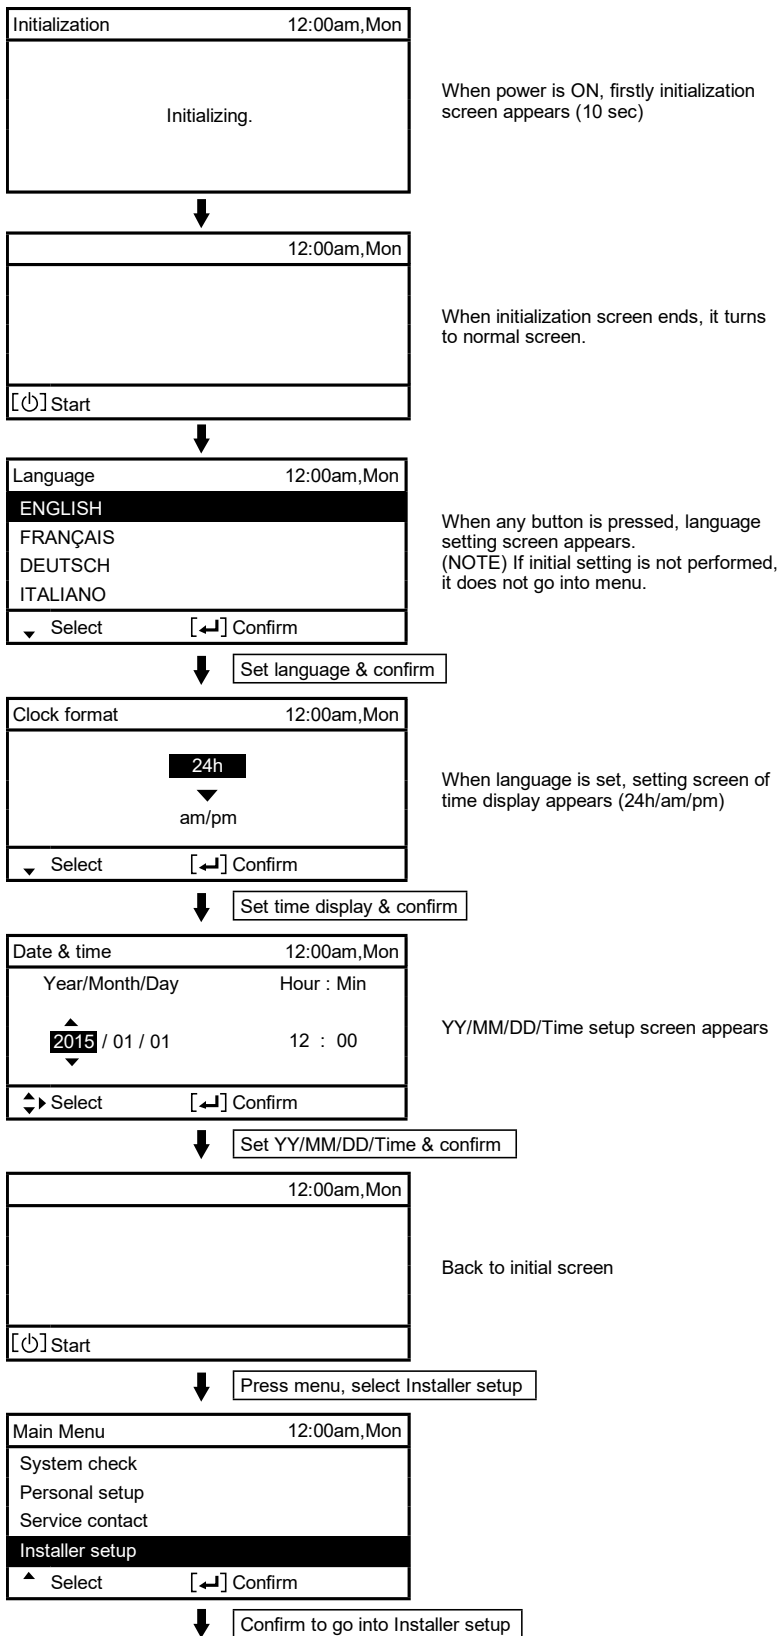 Initialization 12:00am,Mon
Initializing.
When power is ON, firstly initialization
screen appears (10 sec)
12:00am,Mon
When initialization screen ends, it turns
to normal screen.
[⏻] Start
Language 12:00am,Mon
ENGLISH
FRANÇAIS
DEUTSCH
ITALIANO
When any button is pressed, language
setting screen appears.
(NOTE) If initial setting is not performed,
it does not go into menu.
Select [↵] Confirm
Set language & confirm
Clock format 12:00am,Mon
24h
am/pm
When language is set, setting screen of
time display appears (24h/am/pm)
Select [↵] Confirm
Set time display & confirm
Date & time 12:00am,Mon
Year/Month/Day Hour : Min
2015 / 01 / 01 12 : 00
YY/MM/DD/Time setup screen appears
Select [↵] Confirm
Set YY/MM/DD/Time & confirm
12:00am,Mon
Back to initial screen
[⏻] Start
Press menu, select Installer setup
Main Menu 12:00am,Mon
System check
Personal setup
Service contact
Installer setup
Select [↵] Confirm
Confirm to go into Installer setup